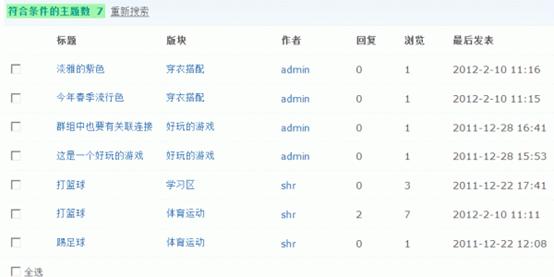 符合条件的主题数 7 重新搜索
标题 版块 作者 回复 浏览 最后发表
淡雅的紫色 穿衣搭配 admin 0 1 2012-2-10 11:16
今年春季流行色 穿衣搭配 admin 0 1 2012-2-10 11:15
群组中也要有关联连接 好玩的游戏 admin 0 1 2011-12-28 16:41
这是一个好玩的游戏 好玩的游戏 admin 0 1 2011-12-28 15:53
打篮球 学习区 shr 0 3 2011-12-22 17:41
打篮球 体育运动 shr 2 7 2012-2-10 11:11
踢足球 体育运动 shr 0 1 2011-12-22 12:08
全选